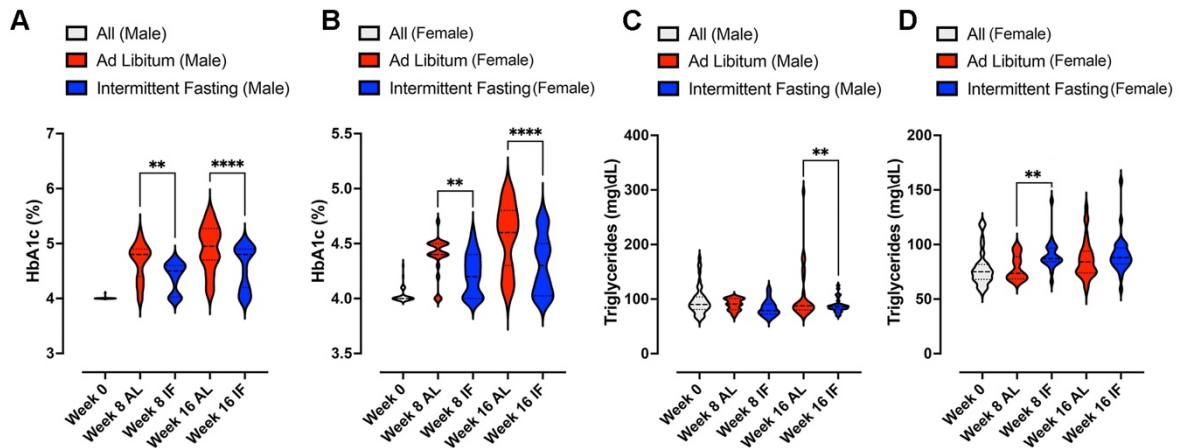 A
All (Male)
Ad Libitum (Male)
Intermittent Fasting (Male)
HbA1c (%)
7
6
5
4
3
**
****
Week 0
Week 8 AL
Week 8 IF
Week 16 AL
Week 16 IF
B
All (Female)
Ad Libitum (Female)
Intermittent Fasting (Female)
HbA1c (%)
5.5
5.0
4.5
4.0
3.5
**
****
Week 0
Week 8 AL
Week 8 IF
Week 16 AL
Week 16 IF
C
All (Male)
Ad Libitum (Male)
Intermittent Fasting (Male)
Triglycerides (mg\dL)
400
300
200
100
0
**
Week 0
Week 8 AL
Week 8 IF
Week 16 AL
Week 16 IF
D
All (Female)
Ad Libitum (Female)
Intermittent Fasting (Female)
Triglycerides (mg\dL)
200
150
100
50
0
**
Week 0
Week 8 AL
Week 8 IF
Week 16 AL
Week 16 IF